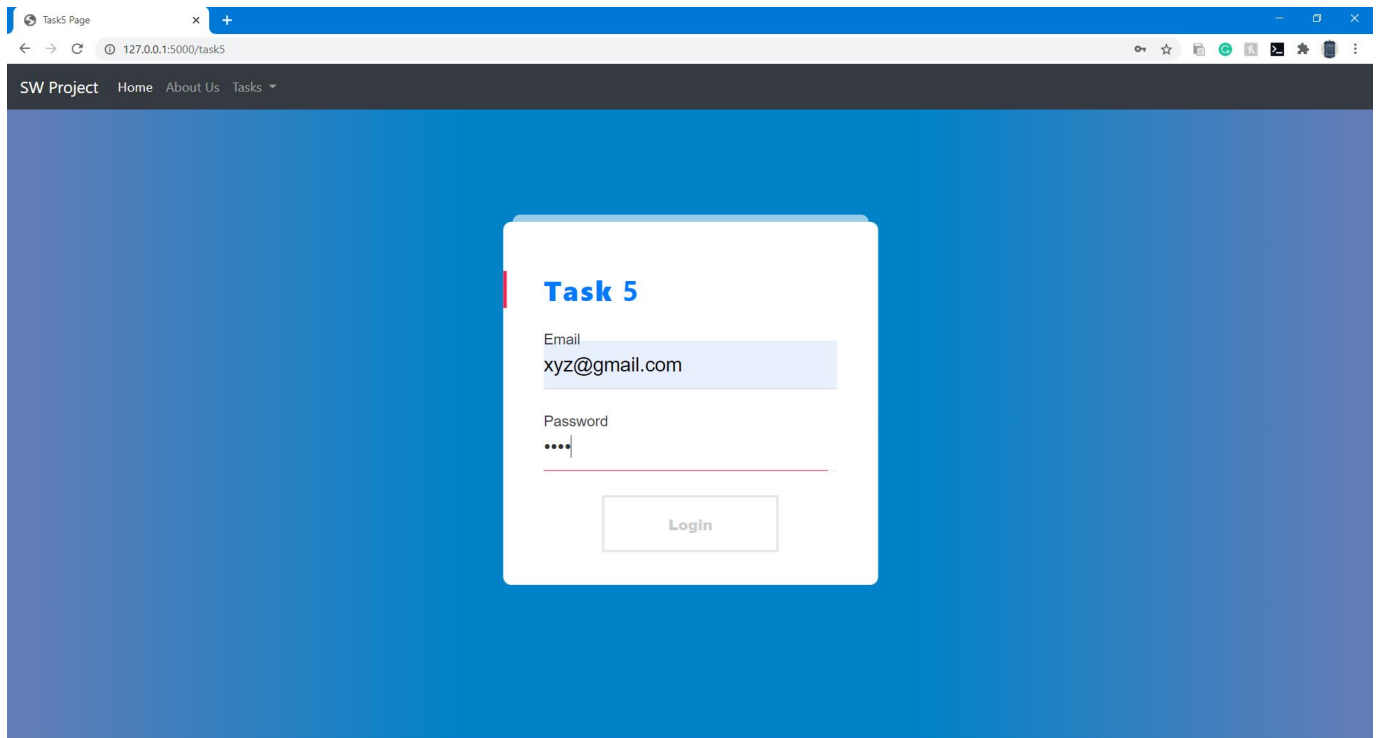 Task5 Page
127.0.0.1:5000/task5
SW Project Home About Us Tasks
Task 5
Email
xyz@gmail.com
Password
••••
Login